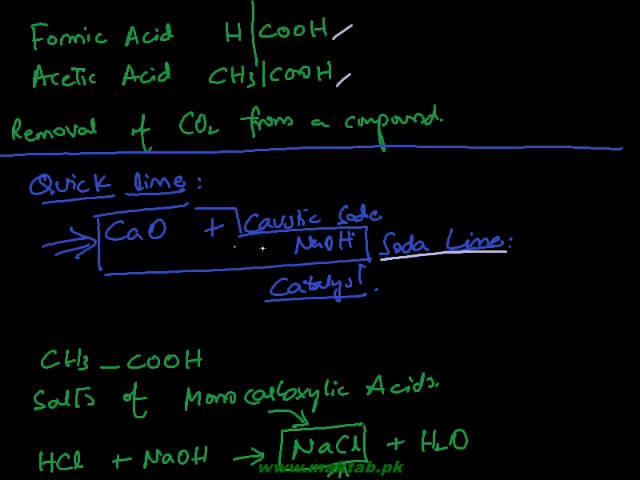 Formic Acid H COOH
Acetic Acid CH3 COOH
Removal of CO2 from a compound.
Quick lime:
CaO + Caustic Soda
NaOH Soda Lime:
Catalyst.
CH3 — COOH
Salts of Monocarboxylic Acids.
HCl + NaOH → NaCl + H2O
www.maktab.pk